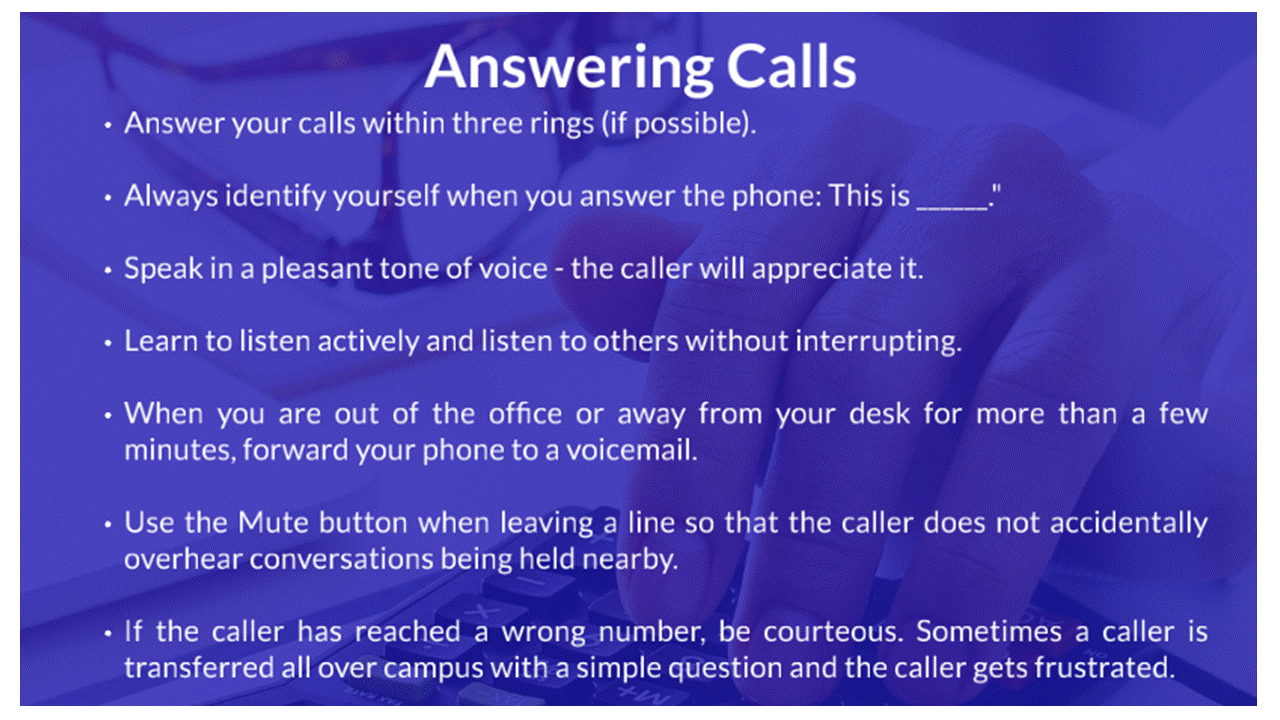 Answering Calls
• Answer your calls within three rings (if possible).
• Always identify yourself when you answer the phone: This is ______."
• Speak in a pleasant tone of voice - the caller will appreciate it.
• Learn to listen actively and listen to others without interrupting.
• When you are out of the office or away from your desk for more than a few
minutes, forward your phone to a voicemail.
• Use the Mute button when leaving a line so that the caller does not accidentally
overhear conversations being held nearby.
• If the caller has reached a wrong number, be courteous. Sometimes a caller is
transferred all over campus with a simple question and the caller gets frustrated.
M+
TAX RATE
ON